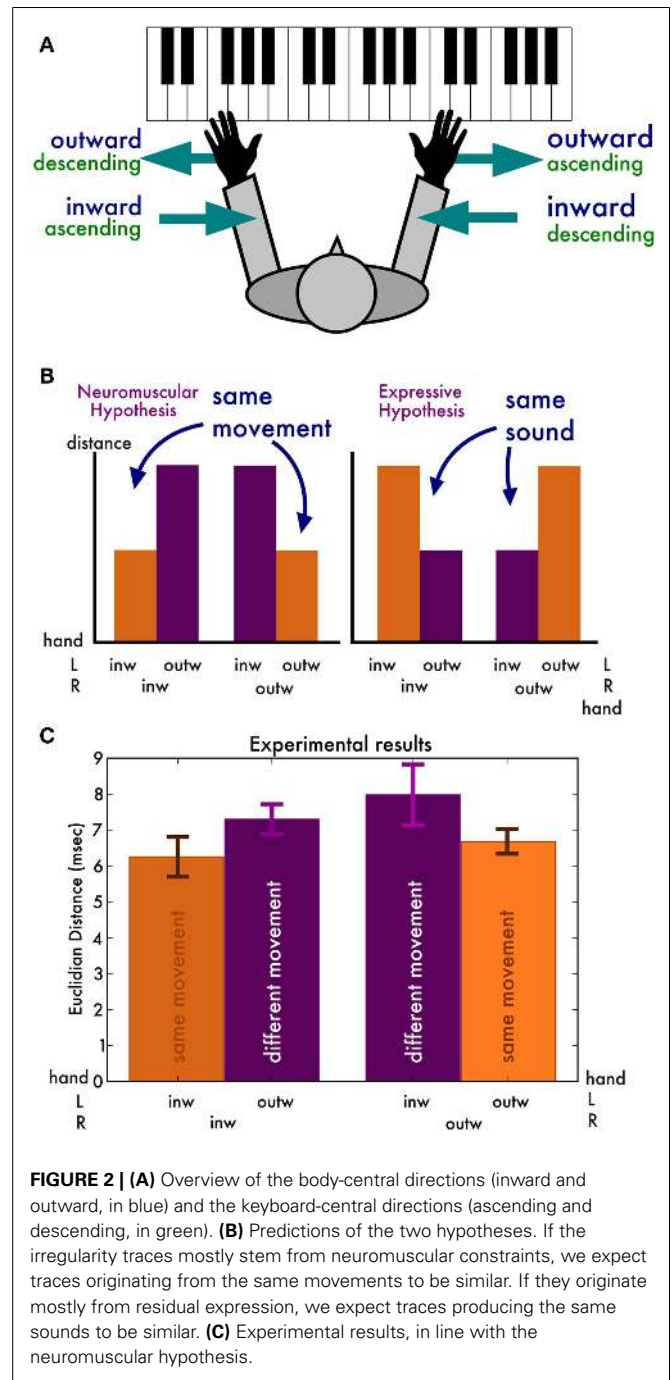 A
outward
descending
outward
ascending
inward
ascending
inward
descending
B
Neuromuscular
Hypothesis
same
movement
Expressive
Hypothesis
same
sound
distance
hand
L inw outw inw outw
R inw outw
inw outw inw outw L
inw outw R
hand
C
Experimental results
9
8
7
6
5
4
3
2
1
0
Euclidian Distance (msec)
same movement
different movement
different movement
same movement
hand hand
L inw outw inw outw L
R inw outw R
FIGURE 2 | (A) Overview of the body-central directions (inward and
outward, in blue) and the keyboard-central directions (ascending and
descending, in green). (B) Predictions of the two hypotheses. If the
irregularity traces mostly stem from neuromuscular constraints, we expect
traces originating from the same movements to be similar. If they originate
mostly from residual expression, we expect traces producing the same
sounds to be similar. (C) Experimental results, in line with the
neuromuscular hypothesis.